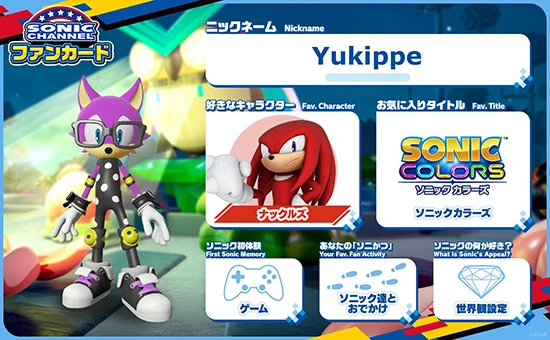 SONIC CHANNEL
ファンカード
ニックネーム Nickname
Yukippe
好きなキャラクター Fav. Character
ナックルズ
お気に入りタイトル Fav. Title
SONIC
COLORS
ソニック カラーズ
ソニックカラーズ
ソニック初体験
First Sonic Memory
ゲーム
あなたの「ソニかつ」
Your Fav. Fan Activity
ソニック達と
おでかけ
ソニックの何が好き?
What is Sonic's Appeal?
世界観設定
©SEGA